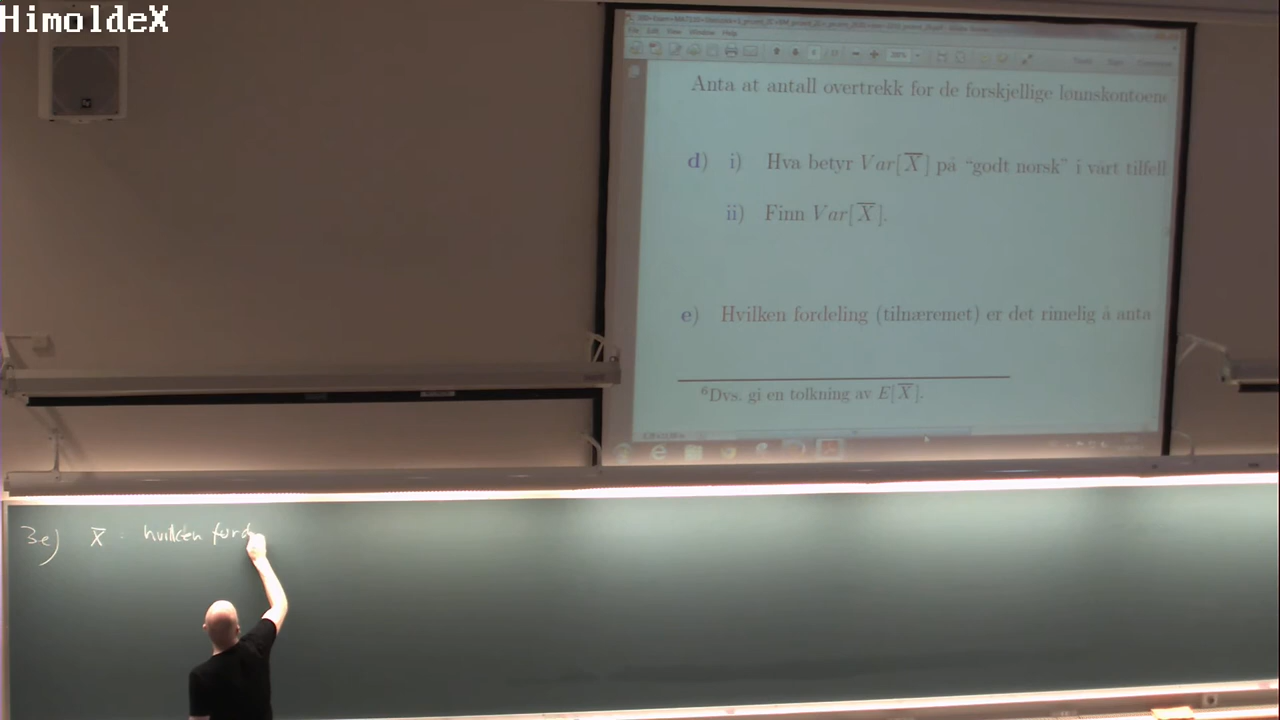 HimoldeX
Anta at antall overtrekk for de forskjellige lønnskontoene
d) i) Hva betyr Var[X̅] på “godt norsk” i vårt tilfell
ii) Finn Var[X̅].
e) Hvilken fordeling (tilnæremet) er det rimelig å anta
⁶Dvs. gi en tolkning av E[X̅].
3e) X̅ : hvilken ford